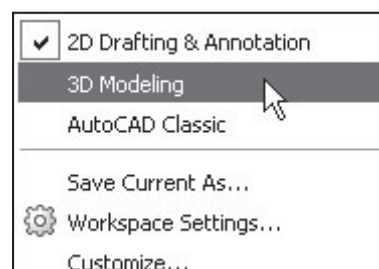 2D Drafting & Annotation
3D Modeling
AutoCAD Classic
Save Current As...
Workspace Settings...
Customize...